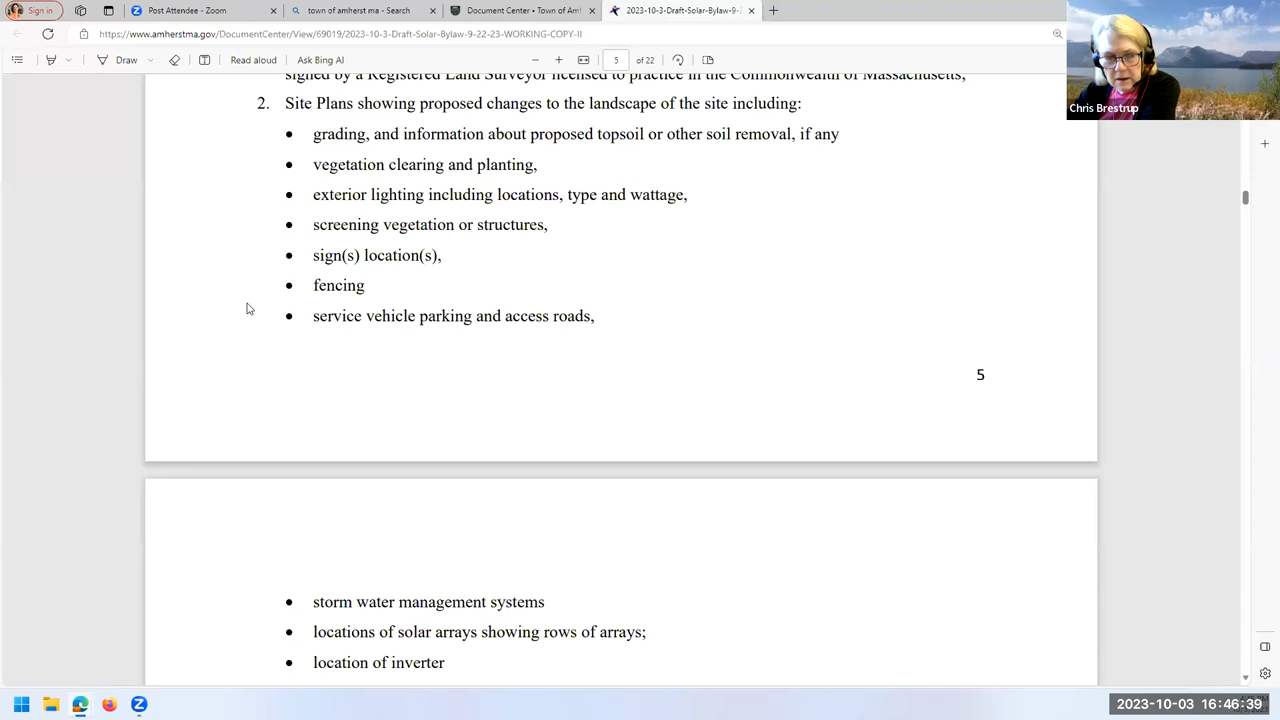 Sign in
Post Attendee - Zoom
town of amherst ma - Search
Document Center • Town of Am
2023-10-3-Draft-Solar-Bylaw-9-2
https://www.amherstma.gov/DocumentCenter/View/69019/2023-10-3-Draft-Solar-Bylaw-9-22-23-WORKING-COPY-II
Draw
Read aloud
Ask Bing AI
5 of 22
signed by a Registered Land Surveyor licensed to practice in the Commonwealth of Massachusetts,
2. Site Plans showing proposed changes to the landscape of the site including:
• grading, and information about proposed topsoil or other soil removal, if any
• vegetation clearing and planting,
• exterior lighting including locations, type and wattage,
• screening vegetation or structures,
• sign(s) location(s),
• fencing
• service vehicle parking and access roads,
5
• storm water management systems
• locations of solar arrays showing rows of arrays;
• location of inverter
Chris Brestrup
2023-10-03 16:46:39